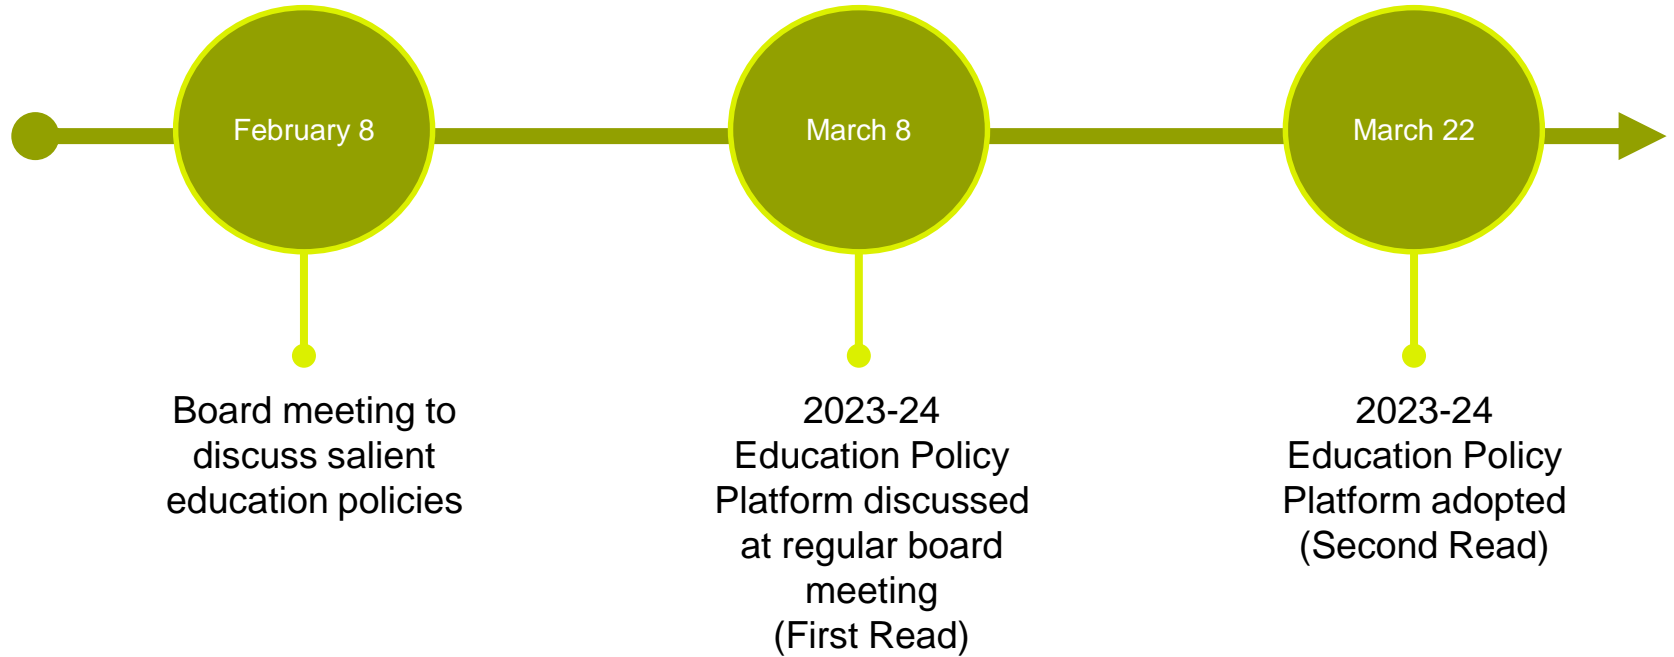 February 8
March 8
March 22
Board meeting to
discuss salient
education policies
2023-24
Education Policy
Platform discussed
at regular board
meeting
(First Read)
2023-24
Education Policy
Platform adopted
(Second Read)